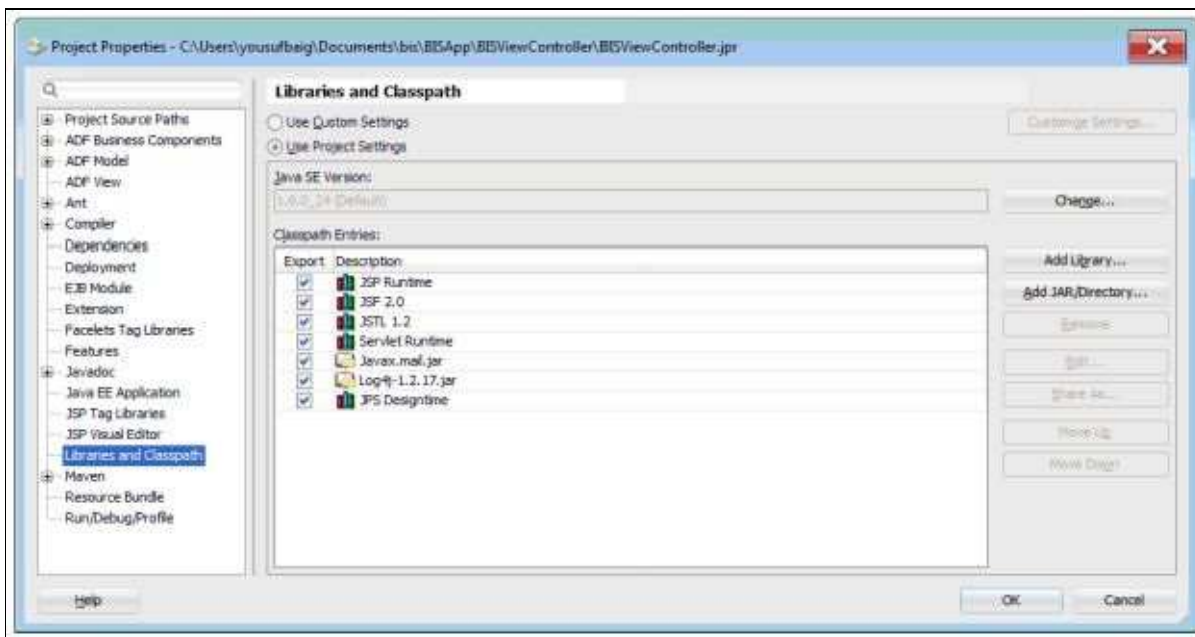 Project Properties - C:\Users\yousufbaig\Documents\bis\BISApp\BISViewController\BISViewController.jpr
Project Source Paths
ADF Business Components
ADF Model
ADF View
Ant
Compiler
Dependencies
Deployment
EJB Module
Extension
Facelets Tag Libraries
Features
Javadoc
Java EE Application
JSP Tag Libraries
JSP Visual Editor
Libraries and Classpath
Maven
Resource Bundle
Run/Debug/Profile
Help
Libraries and Classpath
Use Custom Settings
Customize Settings...
Use Project Settings
Java SE Version:
1.6.0_24 (Default)
Change...
Classpath Entries:
Export Description
JSP Runtime
JSF 2.0
JSTL 1.2
Servlet Runtime
Javax.mail.jar
Log4j-1.2.17.jar
JPS Designtime
Add Library...
Add JAR/Directory...
Remove
Edit...
Share As...
Move Up
Move Down
OK
Cancel